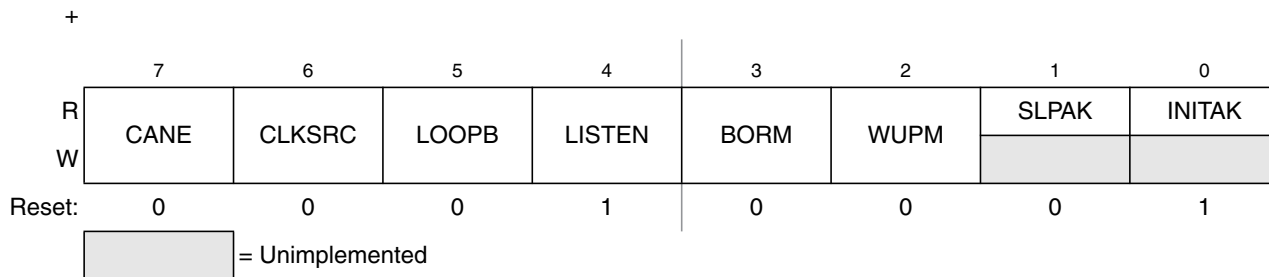 +
7 6 5 4 3 2 1 0
R
W
CANE CLKSRC LOOPB LISTEN BORM WUPM SLPAK INITAK
Reset: 0 0 0 1 0 0 0 1
= Unimplemented